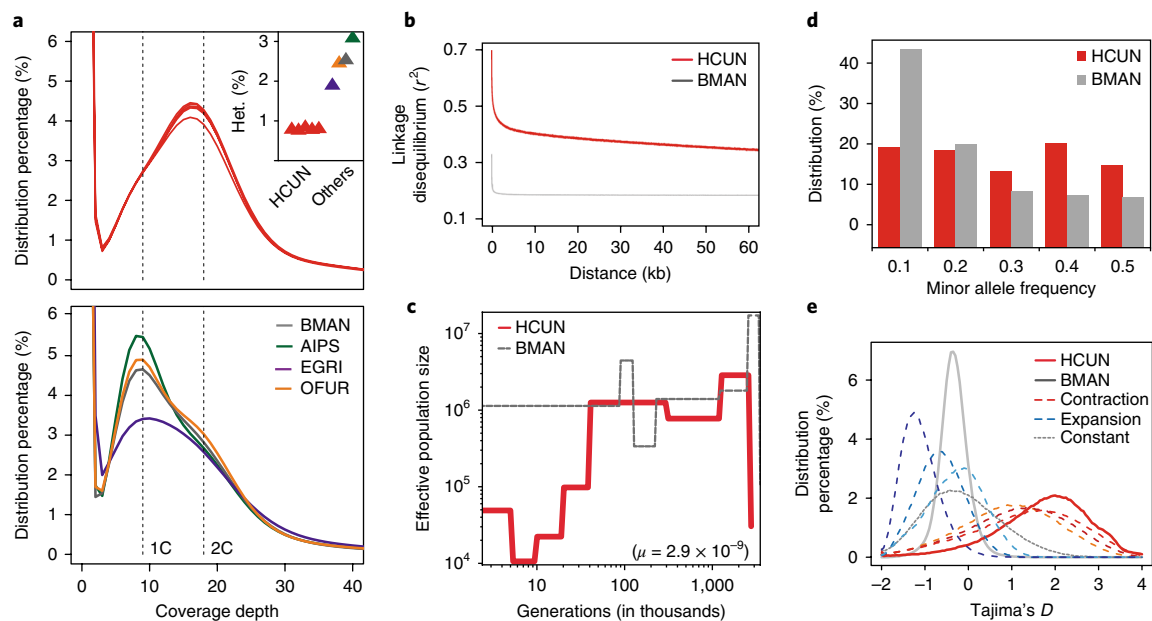 a
Distribution percentage (%)
6
5
4
3
2
1
0
Het. (%)
3
2
1
HCUN
Others
Distribution percentage (%)
6
5
4
3
2
1
0
BMAN
AIPS
EGRI
OFUR
1C
2C
0
10
20
30
40
Coverage depth
b
Linkage
disequilibrium (r²)
0.7
0.5
0.3
0.1
HCUN
BMAN
0
10
20
30
40
50
60
Distance (kb)
c
Effective population size
10⁷
10⁶
10⁵
10⁴
HCUN
BMAN
(μ = 2.9 × 10⁻⁹)
10
100
1,000
Generations (in thousands)
d
Distribution (%)
40
30
20
10
0
HCUN
BMAN
0.1
0.2
0.3
0.4
0.5
Minor allele frequency
e
Distribution
percentage (%)
6
4
2
0
HCUN
BMAN
Contraction
Expansion
Constant
–2
–1
0
1
2
3
4
Tajima's D